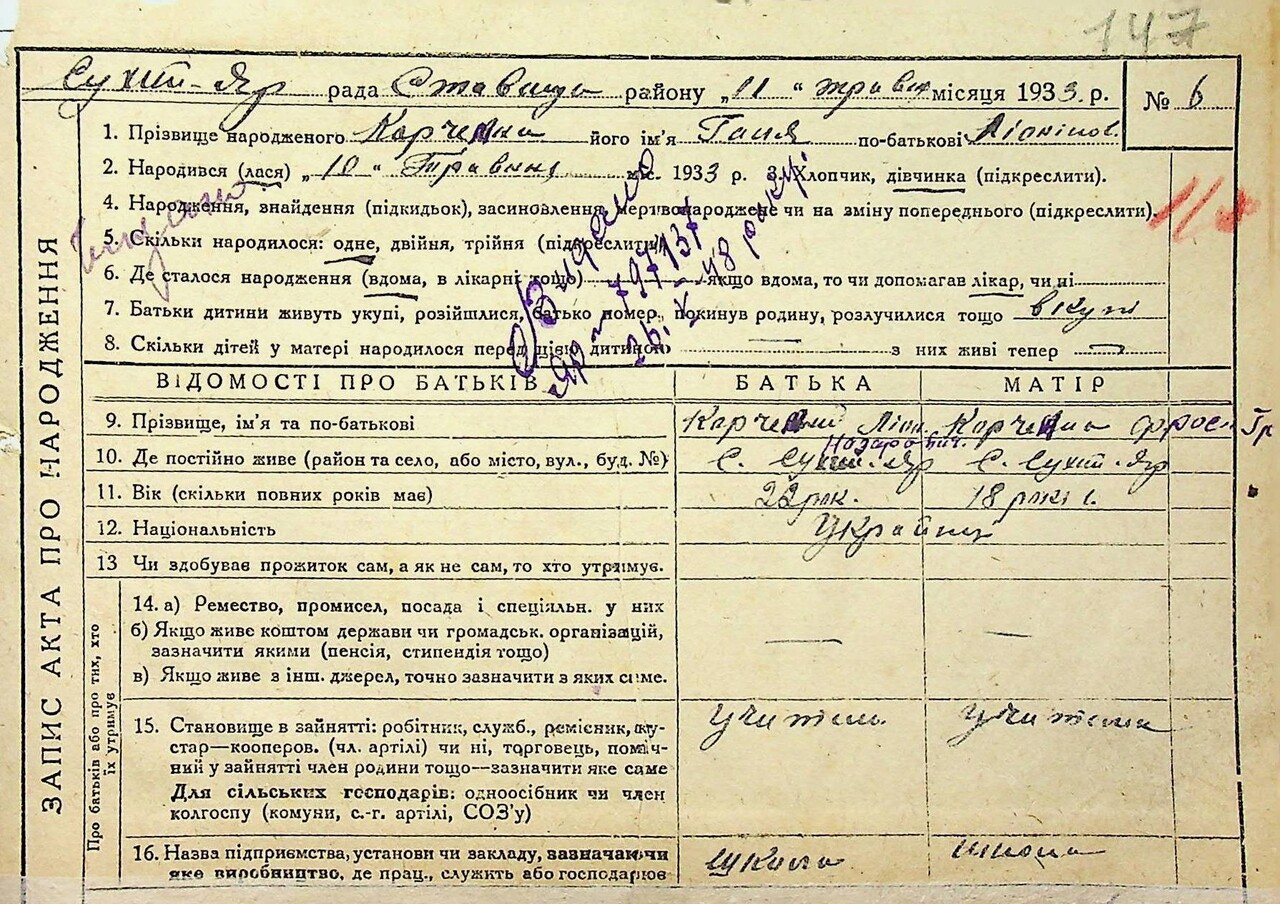 147
Сухий-Яр рада Ставище району „11“ травн місяця 1933 р. № 6
1. Прізвище народженого його ім'я Ганя по-батькові
2. Народився (лася) „10“ Травня міс. 1933 р. 3. Хлопчик, дівчинка (підкреслити).
4. Народження, знайдення (підкидьок), засиновлення, мертвонароджене чи на зміну попереднього (підкреслити).
5. Скільки народилося: одне, двійня, трійня (підкреслити)
6. Де сталося народження (вдома, в лікарні тощо) якщо вдома, то чи допомагав лікар, чи ні
7. Батьки дитини живуть укупі, розійшлися, батько помер, покинув родину, розлучилися тощо вкупі
8. Скільки дітей у матері народилося перед цією дитиною — з них живі тепер —
Видано
797137
48 року.
ЗАПИС АКТА ПРО НАРОДЖЕННЯ
ВІДОМОСТІ ПРО БАТЬКІВ БАТЬКА МАТІР
9. Прізвище, ім'я та по-батькові
Назарович.
10. Де постійно живе (район та село, або місто, вул., буд. №) с. Сухий-Яр с. Сухий-Яр
11. Вік (скільки повних років має) 22 рок. 18 років.
12. Національність Україн
13 Чи здобуває прожиток сам, а як не сам, то хто утримує.
Про батьків або про тих, хто
їх утримує
14. а) Ремество, промисел, посада і спеціяльн. у них
б) Якщо живе коштом держави чи громадськ. організацій,
зазначити якими (пенсія, стипендія тощо) — —
в) Якщо живе з інш. джерел, точно зазначити з яких саме.
15. Становище в зайнятті: робітник, служб., ремісник, ку- учитель учителька
стар—кооперов. (чл. артілі) чи ні, торговець, поміч-
ний у зайнятті член родини тощо—зазначити яке саме
Для сільських господарів: одноосібник чи член
колгоспу (комуни, с.-г. артілі, СОЗ'у)
16. Назва підприємства, установи чи закладу, зазначаючи школа школа
яке виробництво, де прац., служить або господарює